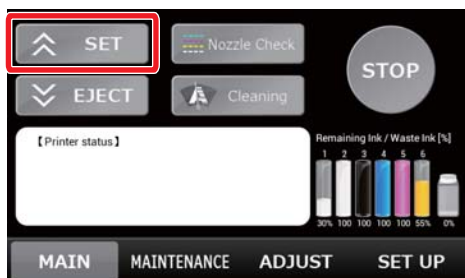 SET
Nozzle Check
STOP
EJECT
Cleaning
【Printer status】
Remaining Ink / Waste Ink [%]
1 2 3 4 5 6
30% 100 100 100 100 55% 0%
MAIN MAINTENANCE ADJUST SET UP